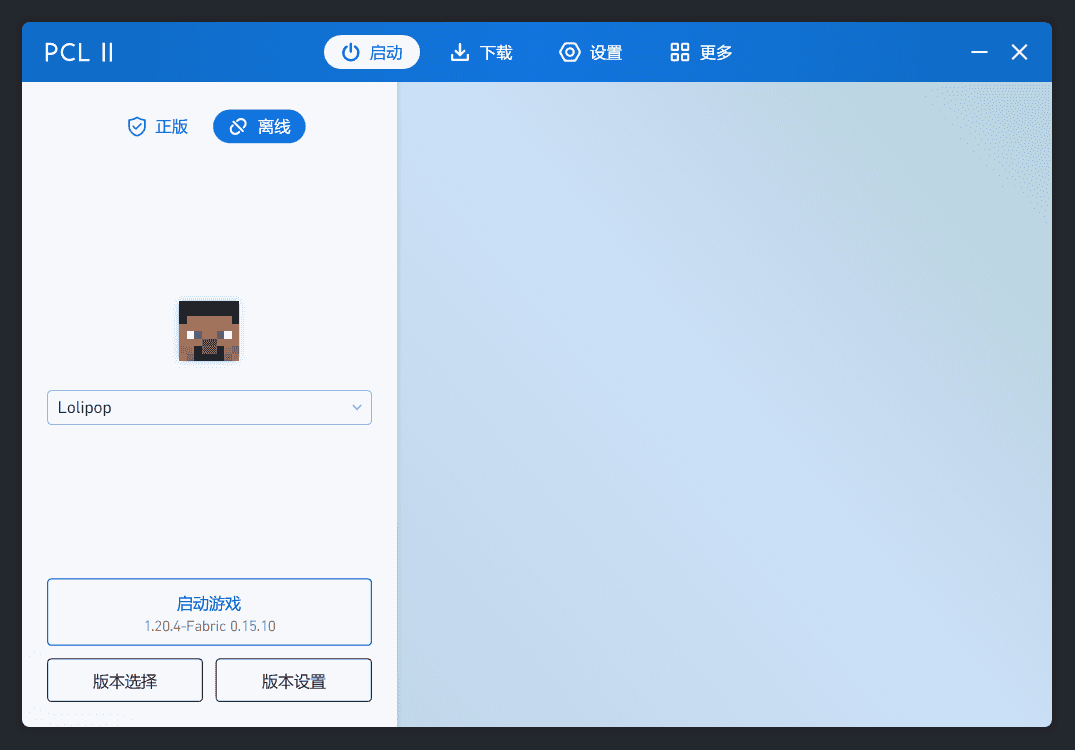 PCL II
启动 下载 设置 更多
正版 离线
Lolipop
启动游戏
1.20.4-Fabric 0.15.10
版本选择 版本设置